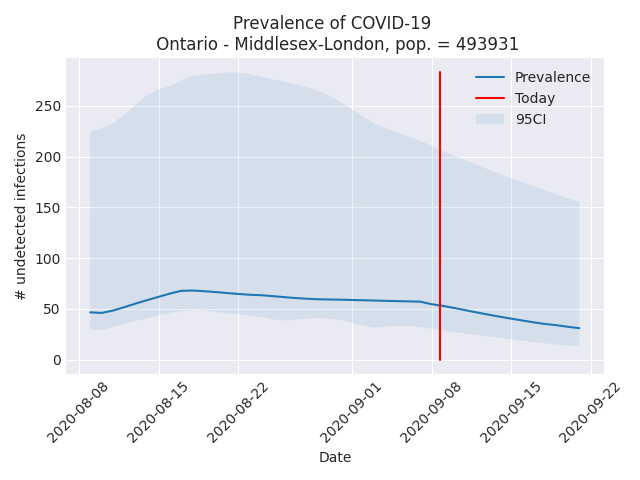 Prevalence of COVID-19
Ontario - Middlesex-London, pop. = 493931
Prevalence
Today
95CI
# undetected infections
250
200
150
100
50
0
2020-08-08
2020-08-15
2020-08-22
2020-09-01
2020-09-08
2020-09-15
2020-09-22
Date